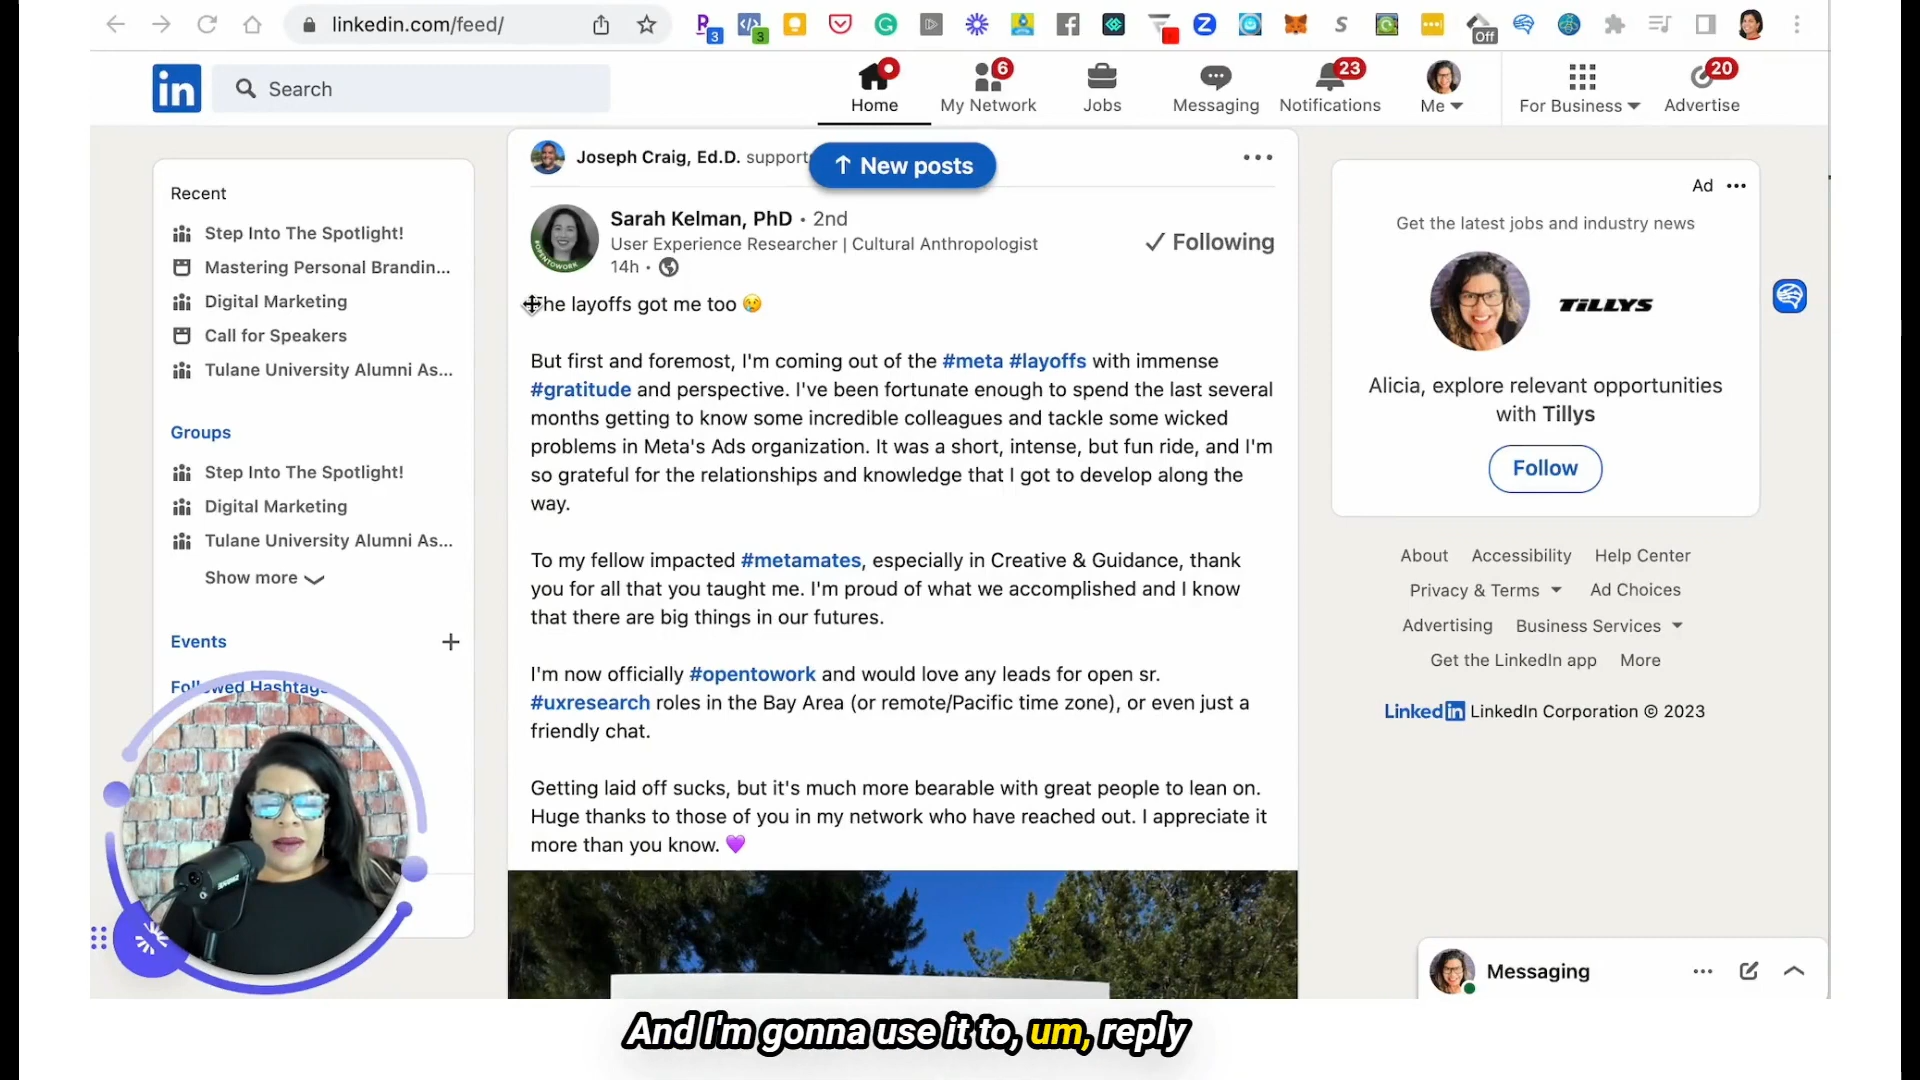 linkedin.com/feed/
3
3
Off
in
Search
Home
6
My Network
Jobs
Messaging
23
Notifications
Me
For Business
20
Advertise
Recent
Step Into The Spotlight!
Mastering Personal Brandin...
Digital Marketing
Call for Speakers
Tulane University Alumni As...
Groups
Step Into The Spotlight!
Digital Marketing
Tulane University Alumni As...
Show more
Events
Followed Hashtags
Joseph Craig, Ed.D. support
↑ New posts
Sarah Kelman, PhD • 2nd
User Experience Researcher | Cultural Anthropologist
14h •
Following
#OPENTOWORK
he layoffs got me too 😢
But first and foremost, I'm coming out of the #meta #layoffs with immense
#gratitude and perspective. I've been fortunate enough to spend the last several
months getting to know some incredible colleagues and tackle some wicked
problems in Meta's Ads organization. It was a short, intense, but fun ride, and I'm
so grateful for the relationships and knowledge that I got to develop along the
way.
To my fellow impacted #metamates, especially in Creative & Guidance, thank
you for all that you taught me. I'm proud of what we accomplished and I know
that there are big things in our futures.
I'm now officially #opentowork and would love any leads for open sr.
#uxresearch roles in the Bay Area (or remote/Pacific time zone), or even just a
friendly chat.
Getting laid off sucks, but it's much more bearable with great people to lean on.
Huge thanks to those of you in my network who have reached out. I appreciate it
more than you know. 💜
Ad
Get the latest jobs and industry news
TILLYS
Alicia, explore relevant opportunities
with Tillys
Follow
About Accessibility Help Center
Privacy & Terms Ad Choices
Advertising Business Services
Get the LinkedIn app More
LinkedIn LinkedIn Corporation © 2023
Messaging
And I'm gonna use it to, um, reply